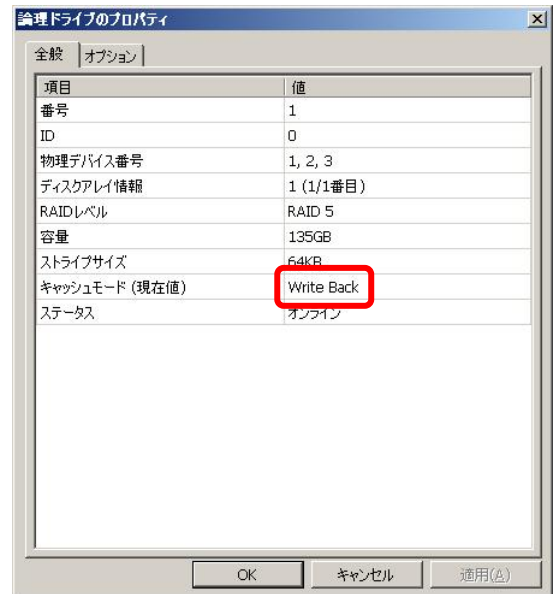 論理ドライブのプロパティ
全般 オプション
項目 値
番号 1
ID 0
物理デバイス番号 1, 2, 3
ディスクアレイ情報 1 (1/1番目)
RAIDレベル RAID 5
容量 135GB
ストライプサイズ 64KB
キャッシュモード (現在値) Write Back
ステータス オンライン
OK キャンセル 適用(A)